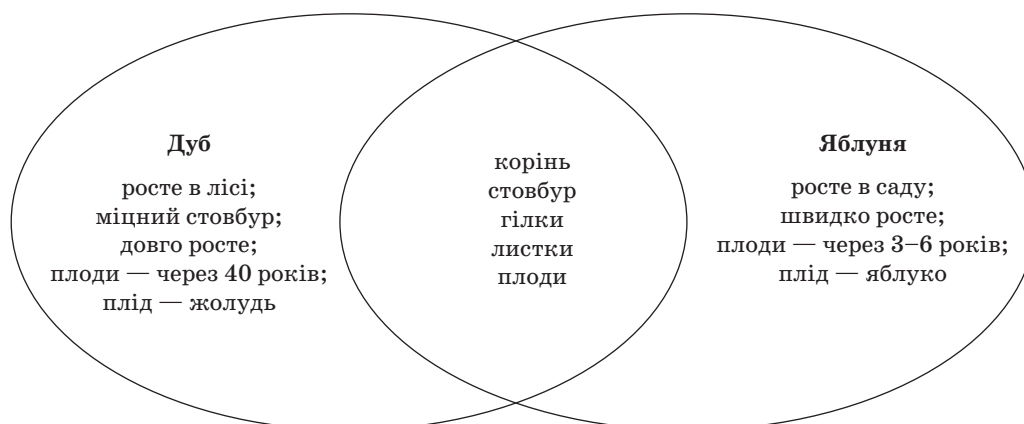 Дуб
росте в лісі;
міцний стовбур;
довго росте;
плоди — через 40 років;
плід — жолудь
корінь
стовбур
гілки
листки
плоди
Яблуня
росте в саду;
швидко росте;
плоди — через 3–6 років;
плід — яблуко